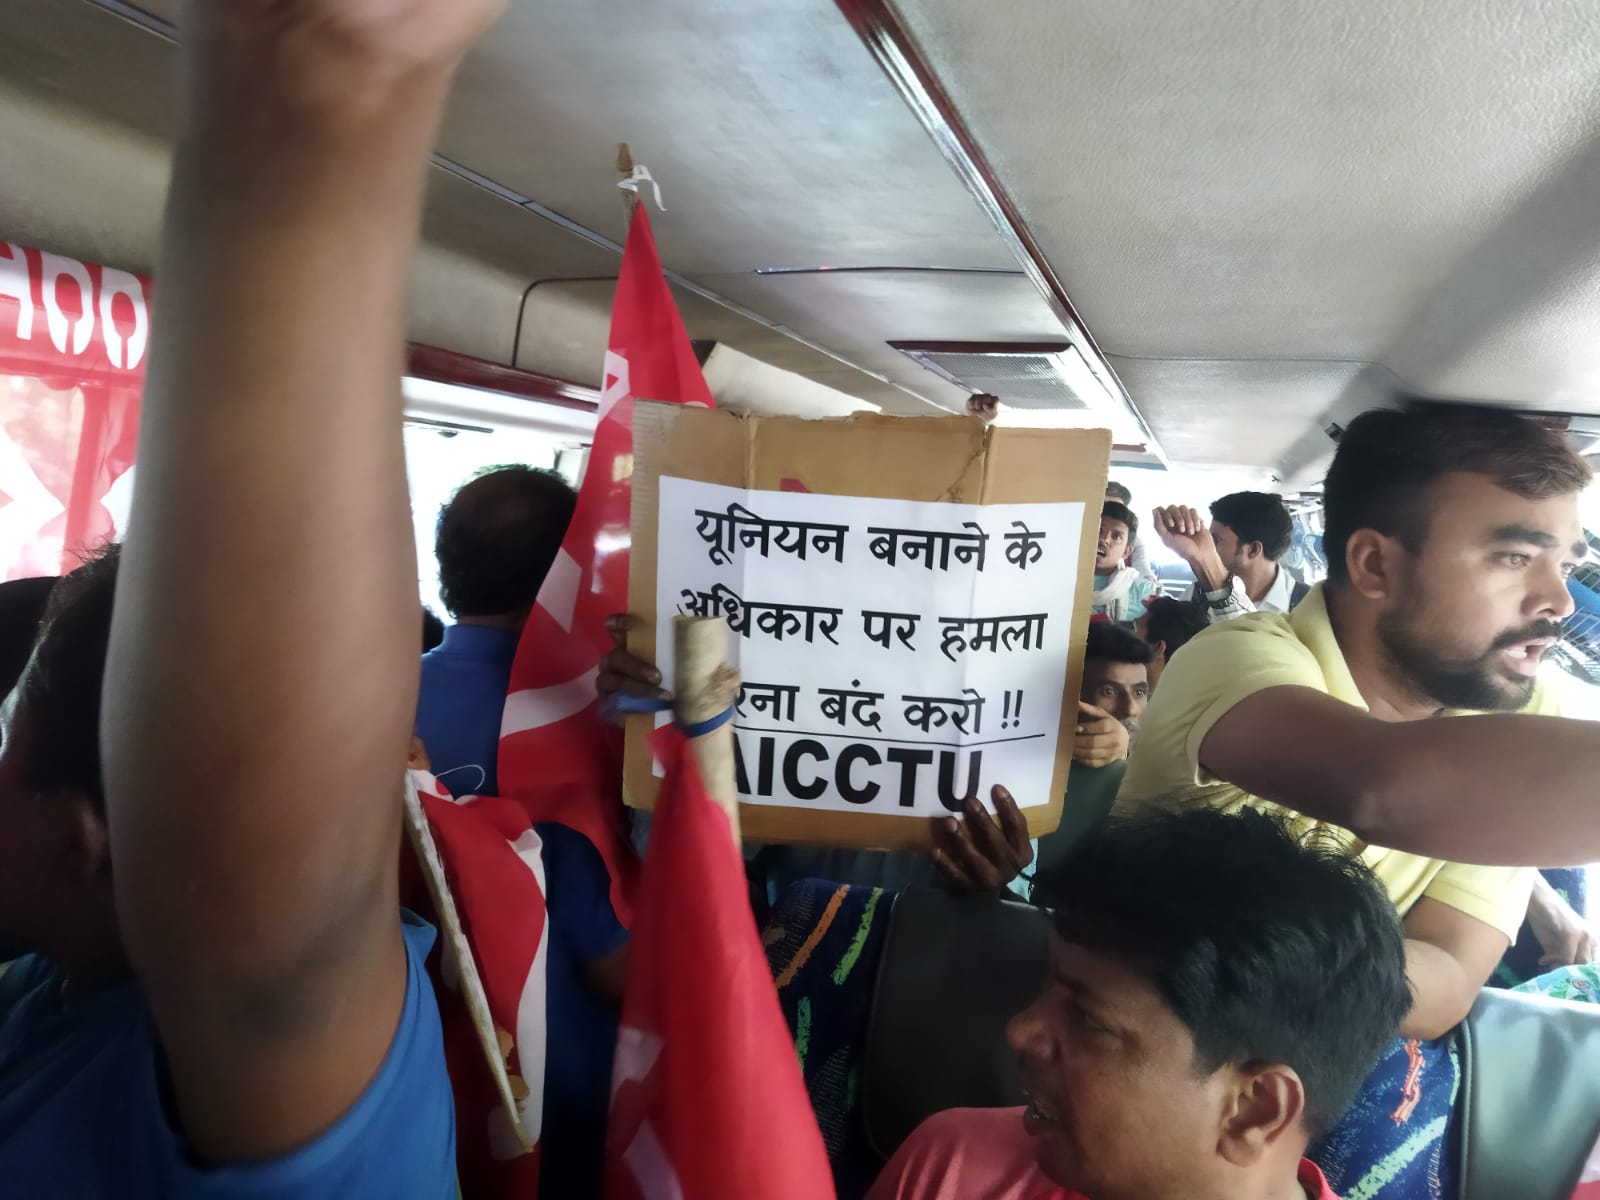 यूनियन बनाने के
अधिकार पर हमला
बंद करो !!
AICCTU